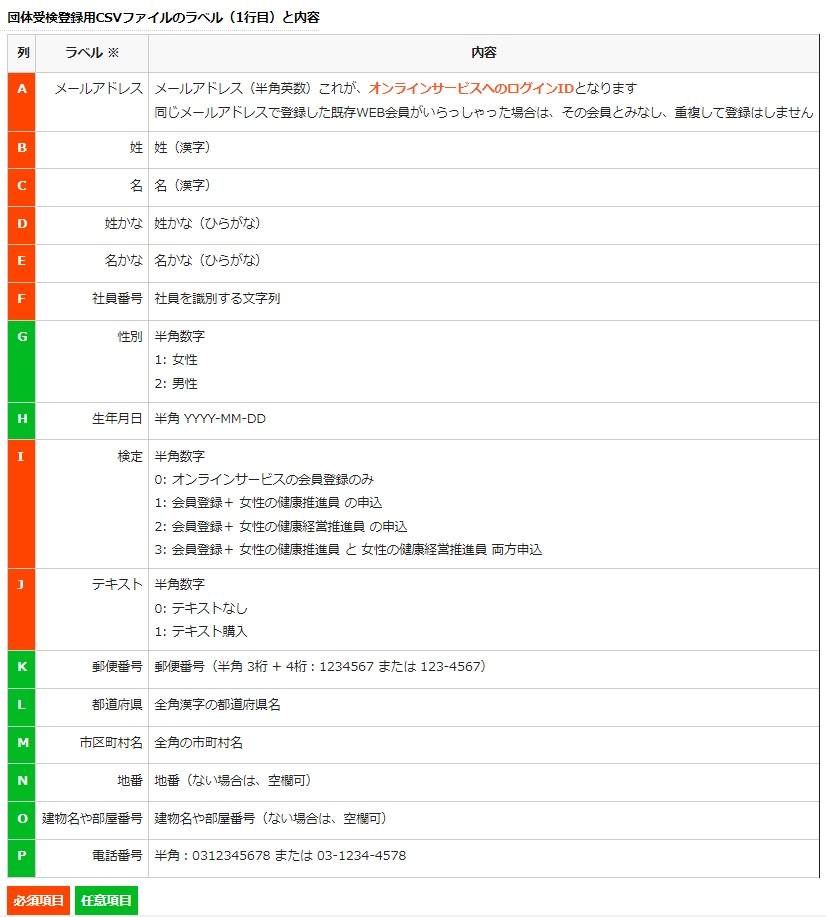 団体受検登録用CSVファイルのラベル（1行目）と内容
列 ラベル ※ 内容
A メールアドレス メールアドレス（半角英数）これが、オンラインサービスへのログインIDとなります
同じメールアドレスで登録した既存WEB会員がいらっしゃった場合は、その会員とみなし、重複して登録はしません
B 姓 姓（漢字）
C 名 名（漢字）
D 姓かな 姓かな（ひらがな）
E 名かな 名かな（ひらがな）
F 社員番号 社員を識別する文字列
G 性別 半角数字
1: 女性
2: 男性
H 生年月日 半角 YYYY-MM-DD
I 検定 半角数字
0: オンラインサービスの会員登録のみ
1: 会員登録＋ 女性の健康推進員 の申込
2: 会員登録＋ 女性の健康経営推進員 の申込
3: 会員登録＋ 女性の健康推進員 と 女性の健康経営推進員 両方申込
J テキスト 半角数字
0: テキストなし
1: テキスト購入
K 郵便番号 郵便番号（半角 3桁 + 4桁：1234567 または 123-4567）
L 都道府県 全角漢字の都道府県名
M 市区町村名 全角の市町村名
N 地番 地番（ない場合は、空欄可）
O 建物名や部屋番号 建物名や部屋番号（ない場合は、空欄可）
P 電話番号 半角：0312345678 または 03-1234-4578
必須項目 任意項目